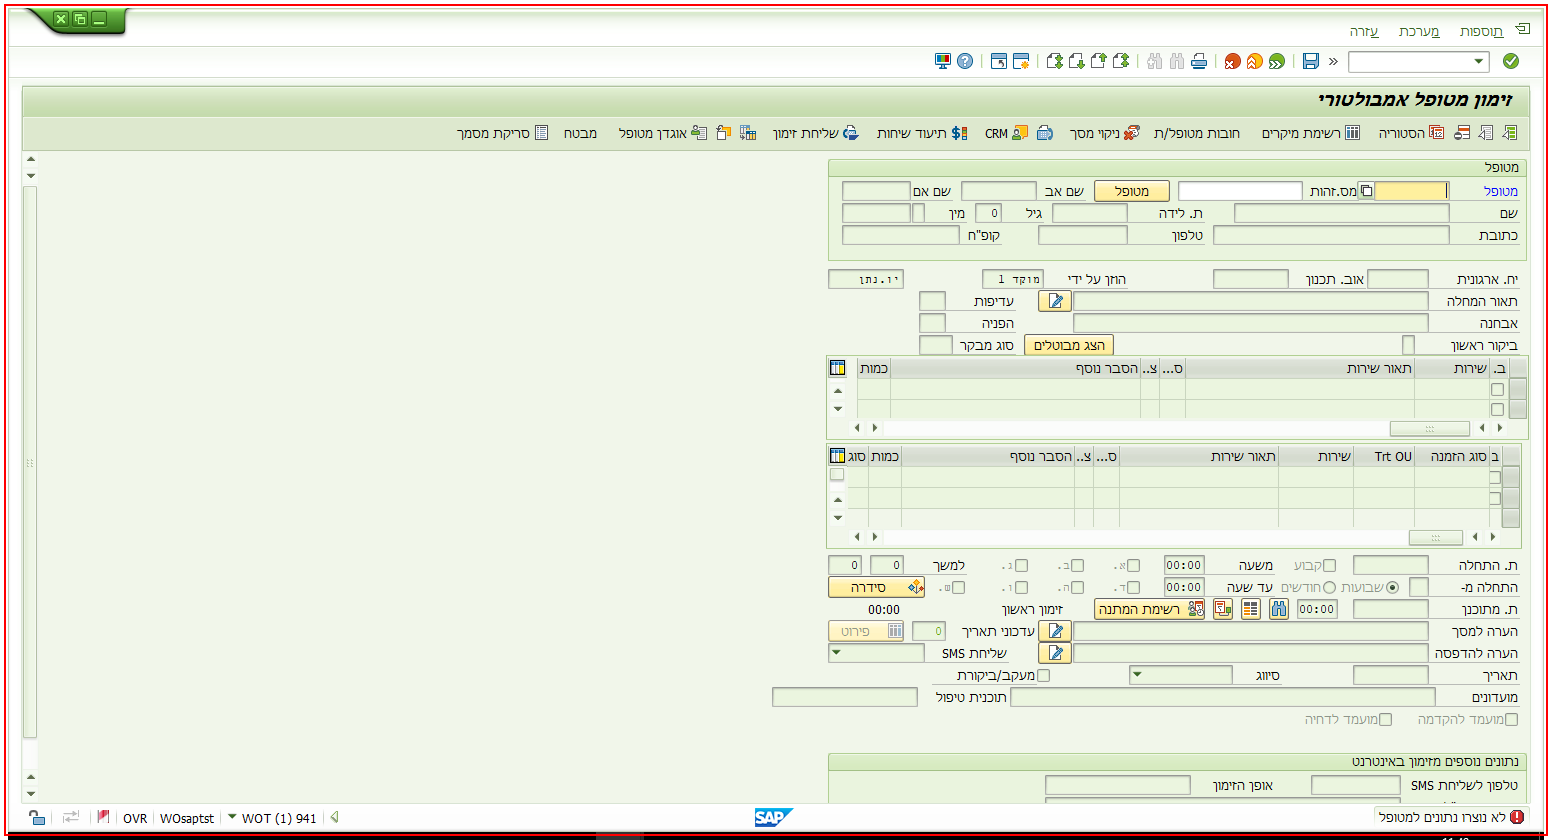 תוספות מערכת עזרה
זימון מטופל אמבולטורי
הסטוריה רשימת מיקרים חובות מטופל/ת ניקוי מסך CRM תיעוד שיחות שליחת זימון אוגדן מטופל מבטח סריקת מסמך
מטופל
מטופל מס.זהות מטופל שם אב שם אם
שם ת. לידה גיל 0 מין
כתובת טלפון קופ"ח
יח. ארגונית אוב. תכנון הוזן על ידי מוקד 1 יו.נתן
תאור המחלה עדיפות
אבחנה הפניה
ביקור ראשון הצג מבוטלים סוג מבקר
ב. שירות תאור שירות ס... צ.. הסבר נוסף כמות
ב סוג הזמנה Trt OU שירות תאור שירות ס... צ.. הסבר נוסף כמות סוג
ת. התחלה קבוע משעה 00:00 א. ב. ג. למשך 0 0
התחלה מ- שבועות חודשים עד שעה 00:00 ד. ה. ו. ש. סידרה
ת. מתוכנן 00:00 רשימת המתנה זימון ראשון 00:00
הערה למסך עדכוני תאריך 0 פירוט
הערה להדפסה שליחת SMS
תאריך סיווג מעקב/ביקורת
מועדונים תוכנית טיפול
מועמד להקדמה מועמד לדחיה
נתונים נוספים מזימון באינטרנט
טלפון לשליחת SMS אופן הזימון
לא נוצרו נתונים למטופל SAP WOT (1) 941 WOsaptst OVR